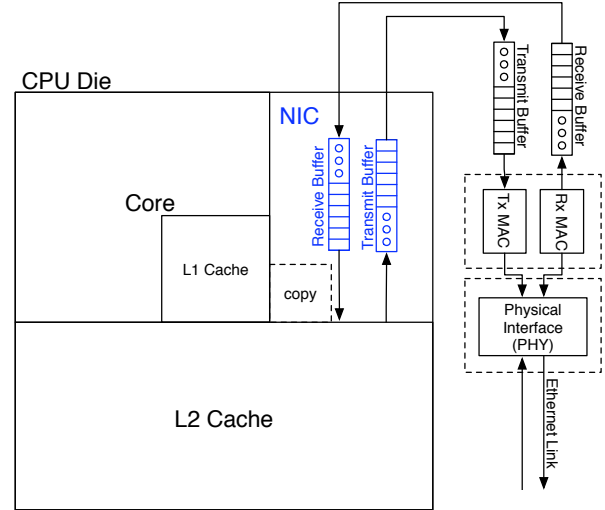 CPU Die
NIC
Receive Buffer
Transmit Buffer
Transmit Buffer
Receive Buffer
Core
L1 Cache
copy
L2 Cache
Tx MAC
Rx MAC
Physical
Interface
(PHY)
Ethernet Link